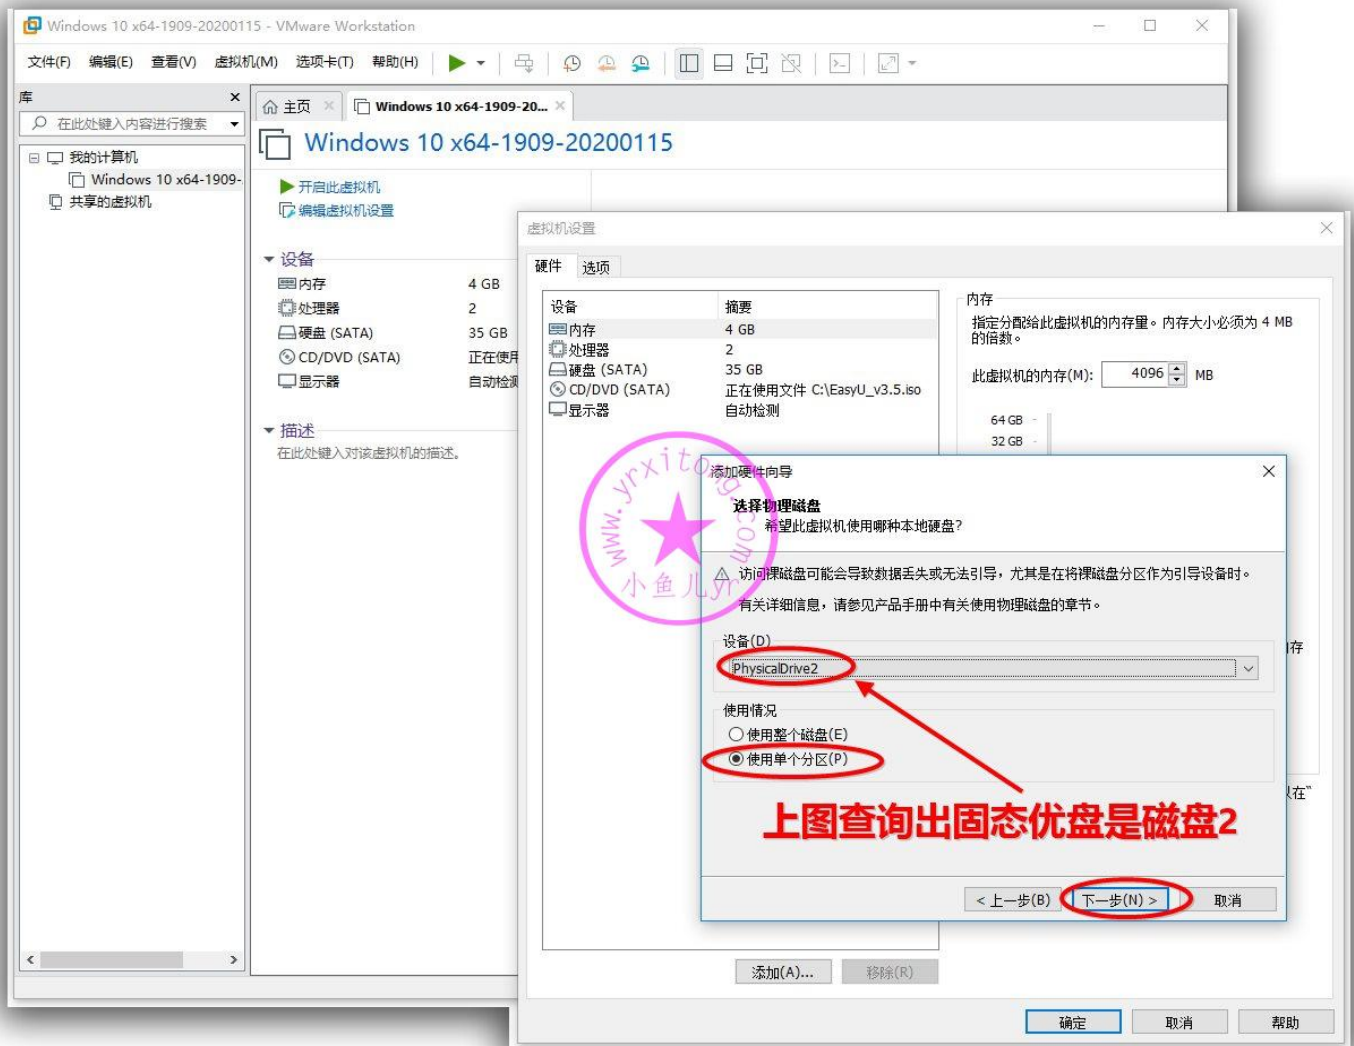 Windows 10 x64-1909-20200115 - VMware Workstation
文件(F) 编辑(E) 查看(V) 虚拟机(M) 选项卡(T) 帮助(H)
库
在此处键入内容进行搜索
我的计算机
Windows 10 x64-1909-
共享的虚拟机
主页
Windows 10 x64-1909-20...
Windows 10 x64-1909-20200115
开启此虚拟机
编辑虚拟机设置
设备
内存 4 GB
处理器 2
硬盘 (SATA) 35 GB
CD/DVD (SATA) 正在使用
显示器 自动检测
描述
在此处键入对该虚拟机的描述。
虚拟机设置
硬件 选项
设备 摘要
内存 4 GB
处理器 2
硬盘 (SATA) 35 GB
CD/DVD (SATA) 正在使用文件 C:\EasyU_v3.5.iso
显示器 自动检测
内存
指定分配给此虚拟机的内存量。内存大小必须为 4 MB
的倍数。
此虚拟机的内存(M): 4096 MB
64 GB
32 GB
www.yrxitong.com
小鱼儿yr
添加硬件向导
选择物理磁盘
希望此虚拟机使用哪种本地硬盘?
访问裸磁盘可能会导致数据丢失或无法引导，尤其是在将裸磁盘分区作为引导设备时。
有关详细信息，请参见产品手册中有关使用物理磁盘的章节。
设备(D)
PhysicalDrive2
使用情况
使用整个磁盘(E)
使用单个分区(P)
上图查询出固态优盘是磁盘2
< 上一步(B) 下一步(N) > 取消
存
以在"
添加(A)... 移除(R)
确定 取消 帮助